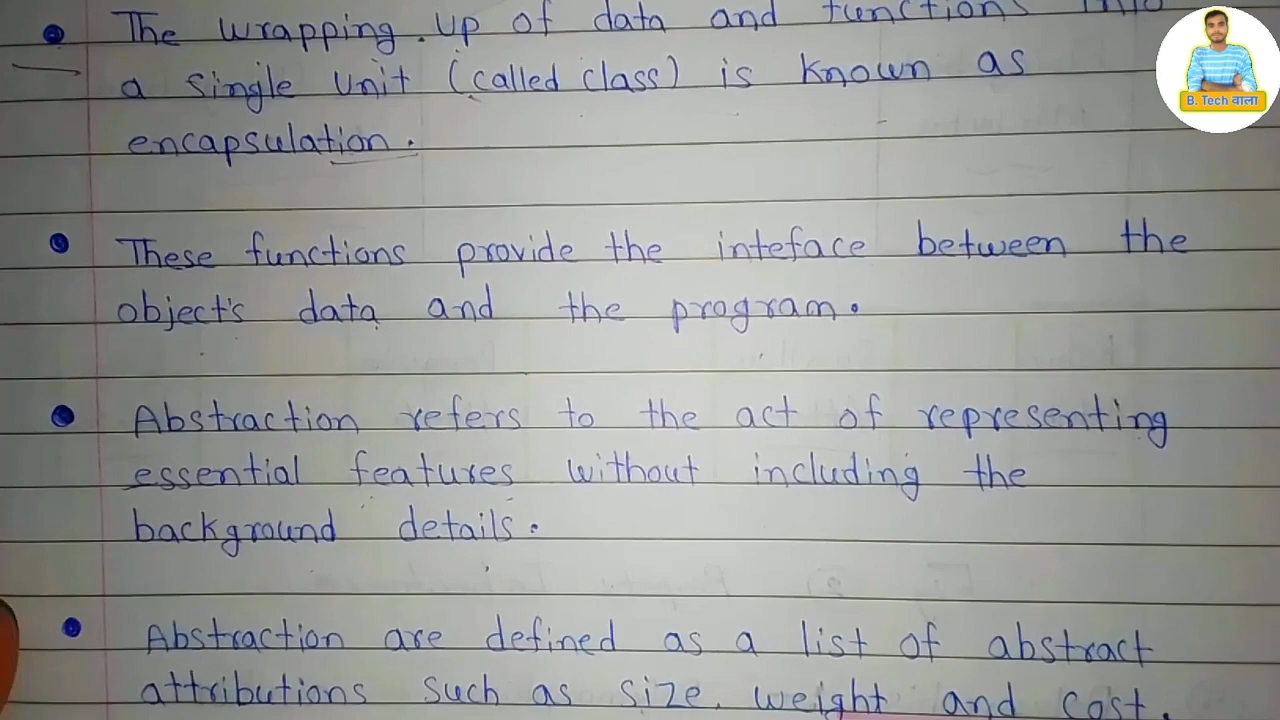 The wrapping up of data and functions into
a single unit (called class) is known as
encapsulation.
These functions provide the inteface between the
object's data and the program.
Abstraction refers to the act of representing
essential features without including the
background details.
Abstraction are defined as a list of abstract
attributions such as size, weight and cost.
B. Tech वाला